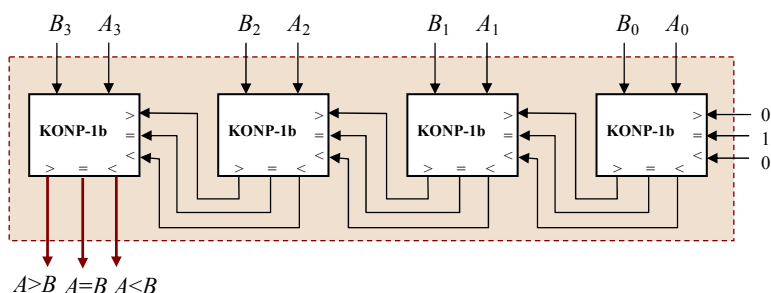 B3 A3 B2 A2 B1 A1 B0 A0
> > > > 0
KONP-1b = KONP-1b = KONP-1b = KONP-1b = 1
< < < < 0
> = < > = < > = < > = <
A>B A=B A<B